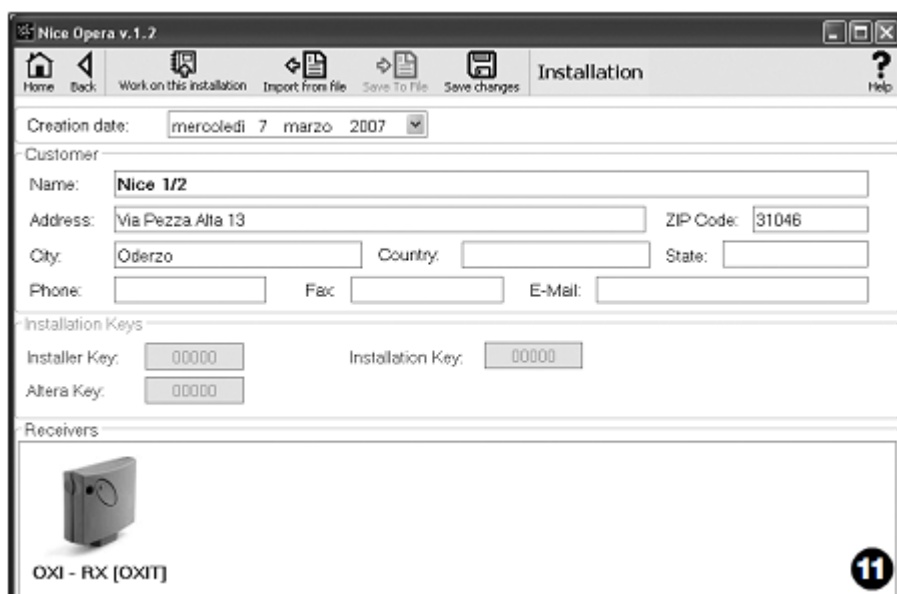 Nice Opera v.1.2
Home Back Work on this installation Import from file Save To File Save changes Installation Help
Creation date: mercoledì 7 marzo 2007
Customer
Name: Nice 1/2
Address: Via Pezza Alta 13 ZIP Code: 31046
City: Oderzo Country: State:
Phone: Fax: E-Mail:
Installation Keys
Installer Key: 00000 Installation Key: 00000
Altera Key: 00000
Receivers
OXI - RX [OXIT]
11